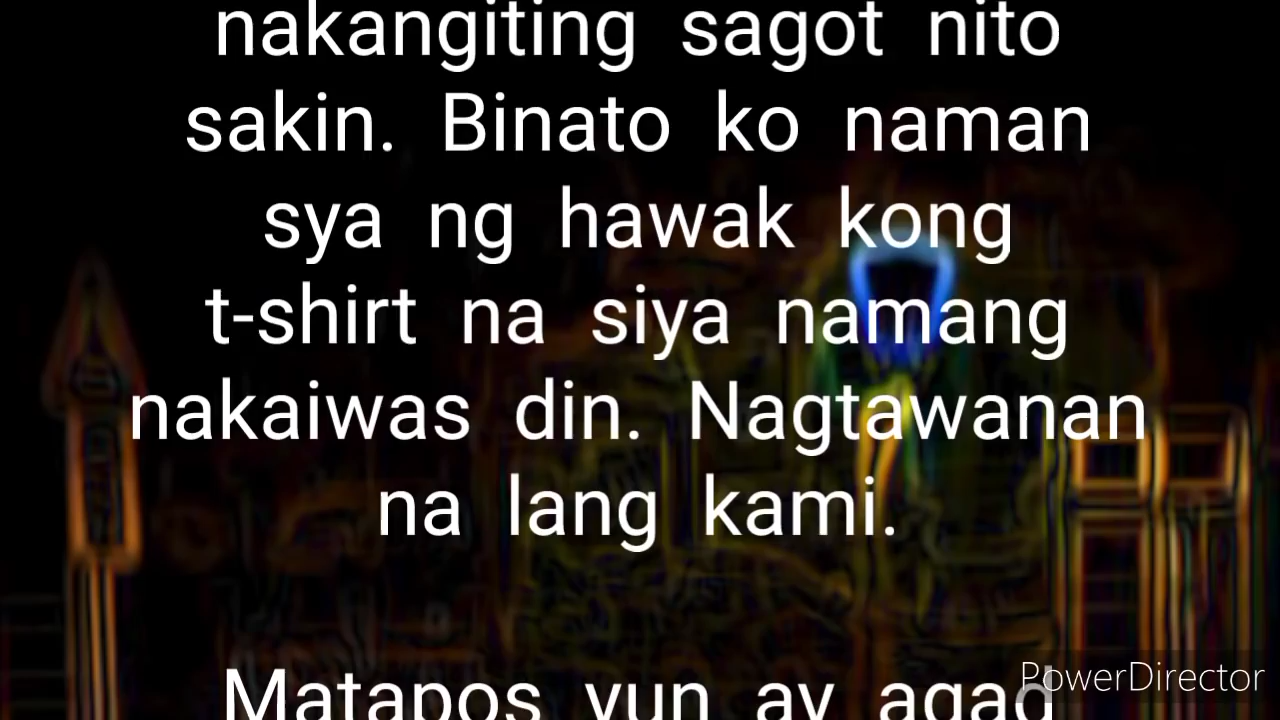 nakangiting sagot nito
sakin. Binato ko naman
sya ng hawak kong
t-shirt na siya namang
nakaiwas din. Nagtawanan
na lang kami.
Matapos yun ay agad
PowerDirector